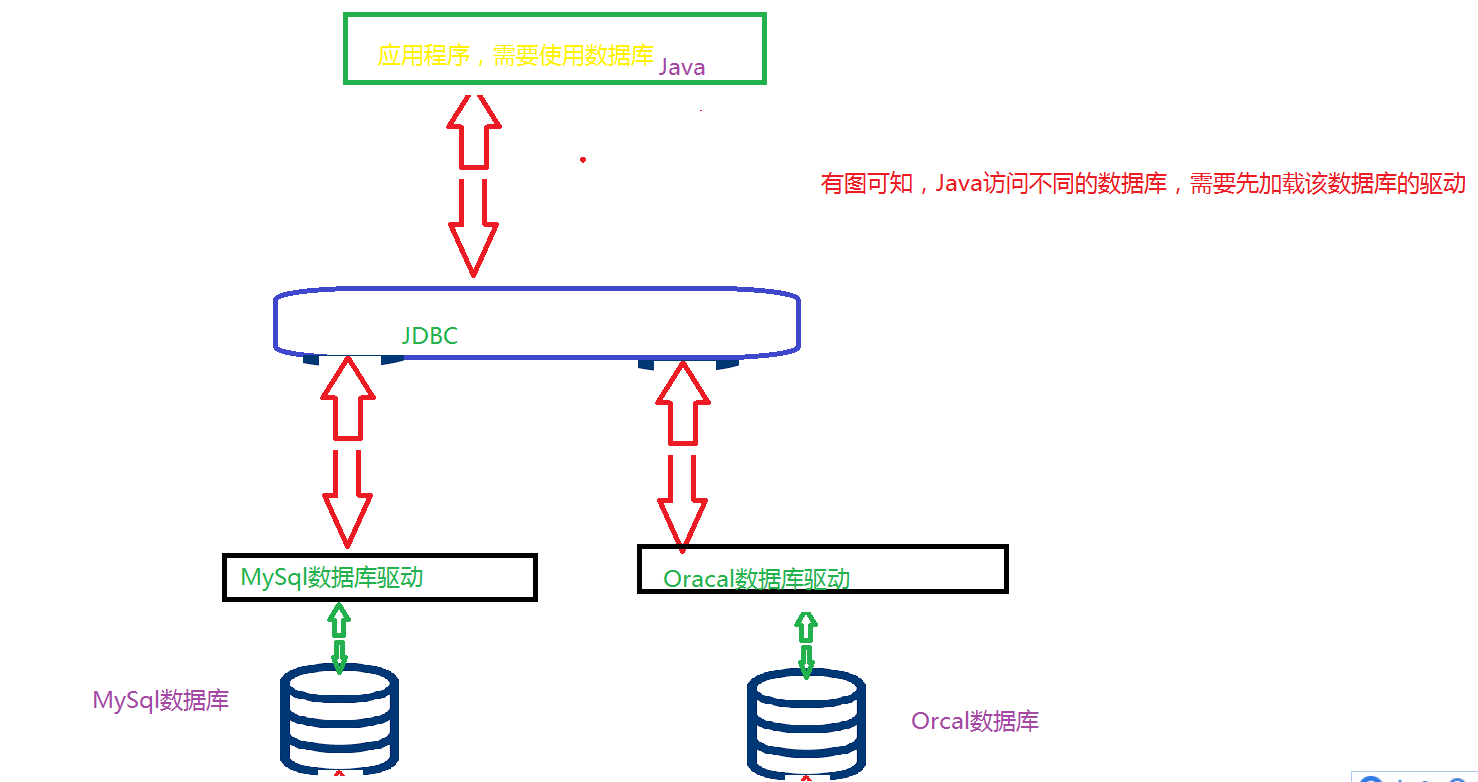 应用程序，需要使用数据库
Java
有图可知，Java访问不同的数据库，需要先加载该数据库的驱动
JDBC
MySql数据库驱动
Oracal数据库驱动
MySql数据库
Orcal数据库